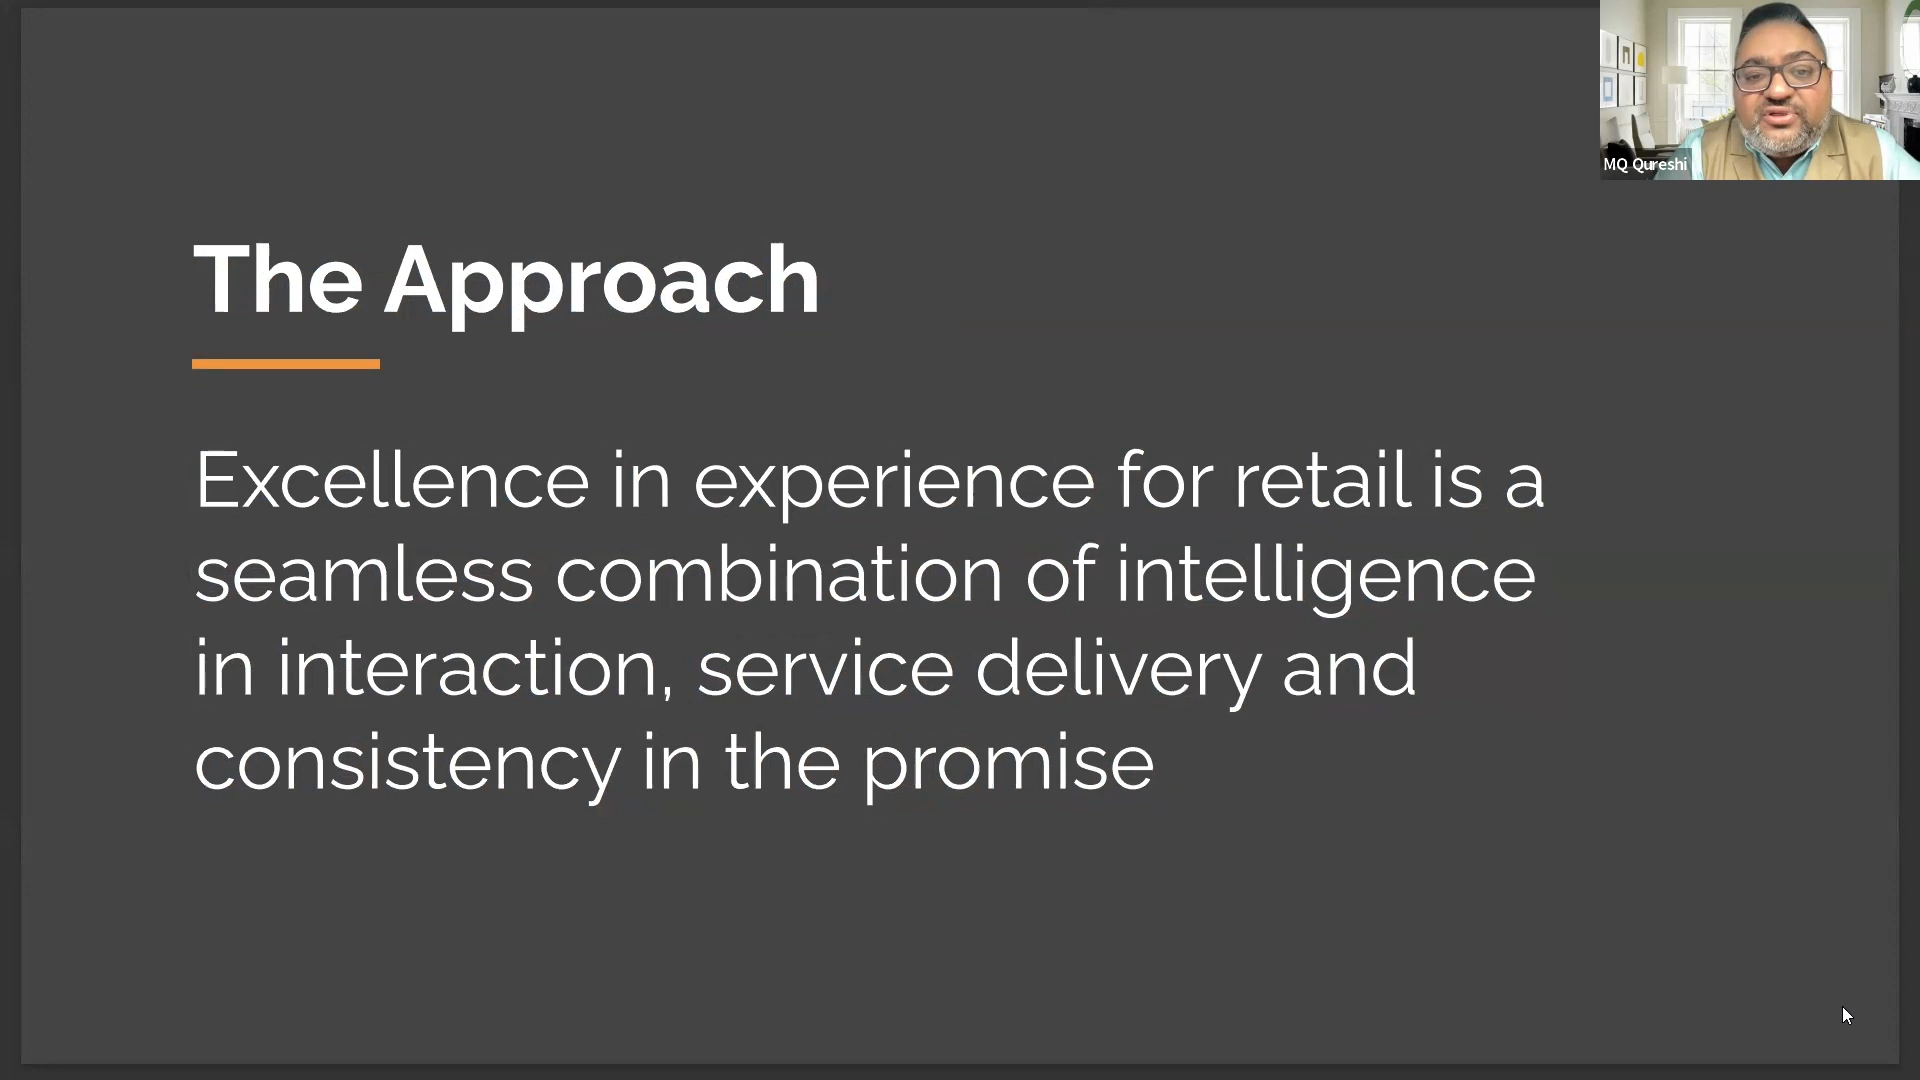 The Approach
Excellence in experience for retail is a
seamless combination of intelligence
in interaction, service delivery and
consistency in the promise
MQ Qureshi